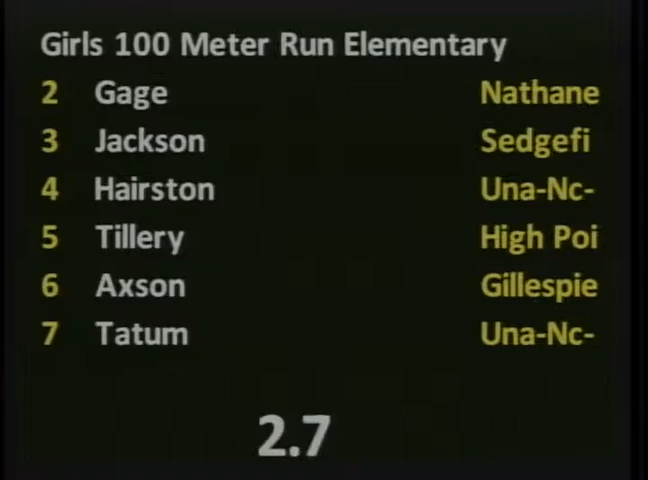 Girls 100 Meter Run Elementary
2 Gage Nathane
3 Jackson Sedgefi
4 Hairston Una-Nc-
5 Tillery High Poi
6 Axson Gillespie
7 Tatum Una-Nc-
2.7